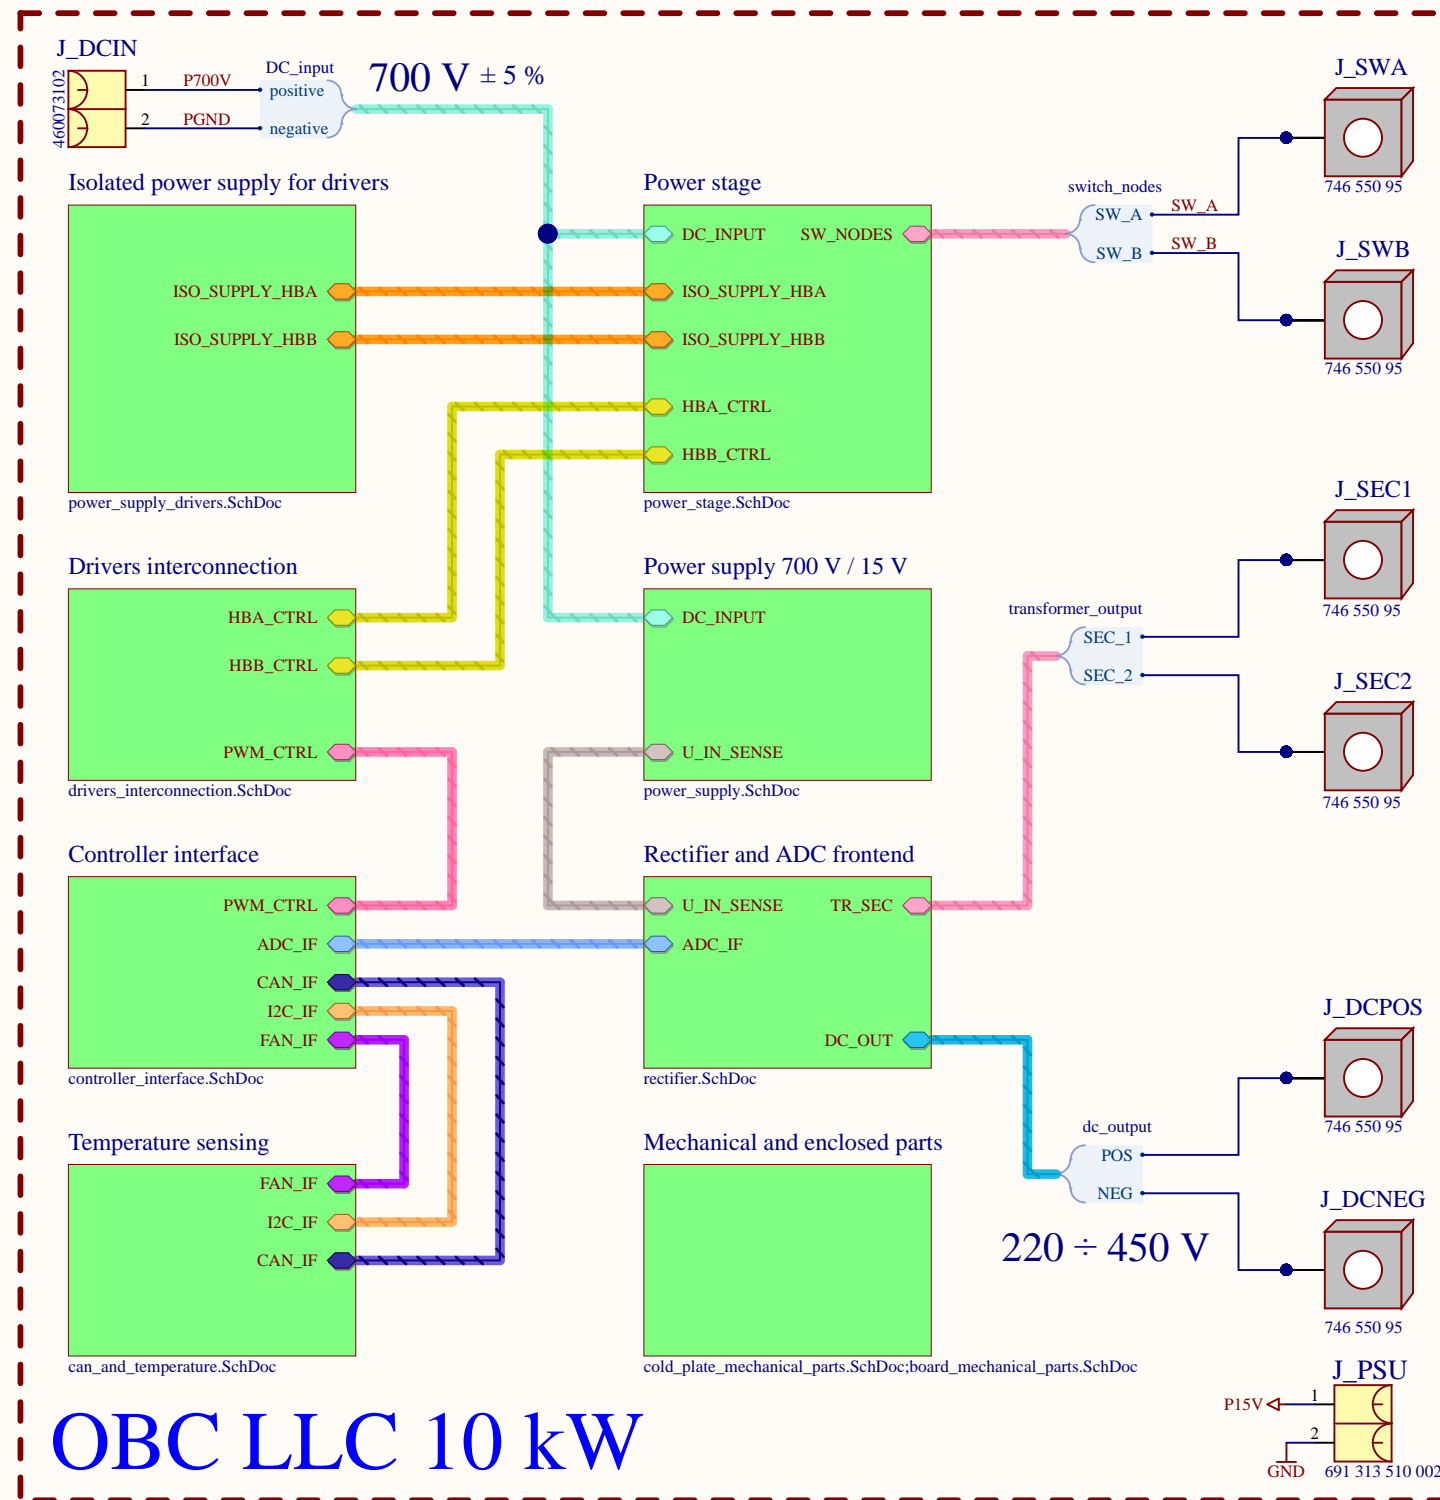 J_DCIN
460073102
1
P700V
2
PGND
DC_input
positive
negative
700 V ± 5 %
J_SWA
746 550 95
switch_nodes
SW_A
SW_A
SW_B
SW_B
J_SWB
746 550 95
Isolated power supply for drivers
ISO_SUPPLY_HBA
ISO_SUPPLY_HBB
power_supply_drivers.SchDoc
Power stage
DC_INPUT
SW_NODES
ISO_SUPPLY_HBA
ISO_SUPPLY_HBB
HBA_CTRL
HBB_CTRL
power_stage.SchDoc
Drivers interconnection
HBA_CTRL
HBB_CTRL
PWM_CTRL
drivers_interconnection.SchDoc
Power supply 700 V / 15 V
DC_INPUT
U_IN_SENSE
power_supply.SchDoc
J_SEC1
746 550 95
transformer_output
SEC_1
SEC_2
J_SEC2
746 550 95
Controller interface
PWM_CTRL
ADC_IF
CAN_IF
I2C_IF
FAN_IF
controller_interface.SchDoc
Rectifier and ADC frontend
U_IN_SENSE
TR_SEC
ADC_IF
DC_OUT
rectifier.SchDoc
J_DCPOS
746 550 95
dc_output
POS
NEG
220 ÷ 450 V
J_DCNEG
746 550 95
Temperature sensing
FAN_IF
I2C_IF
CAN_IF
can_and_temperature.SchDoc
Mechanical and enclosed parts
cold_plate_mechanical_parts.SchDoc;board_mechanical_parts.SchDoc
J_PSU
P15V
1
2
GND
691 313 510 002
OBC LLC 10 kW